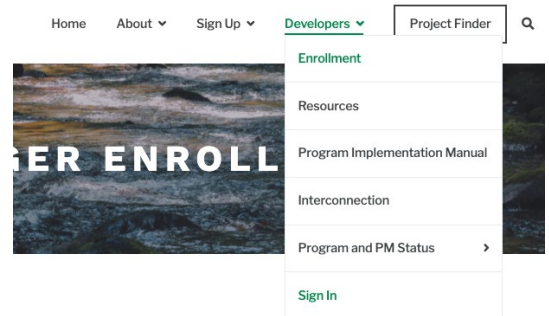 Home About Sign Up Developers Project Finder
Enrollment
Resources
Program Implementation Manual
GER ENROLL
Interconnection
Program and PM Status
Sign In